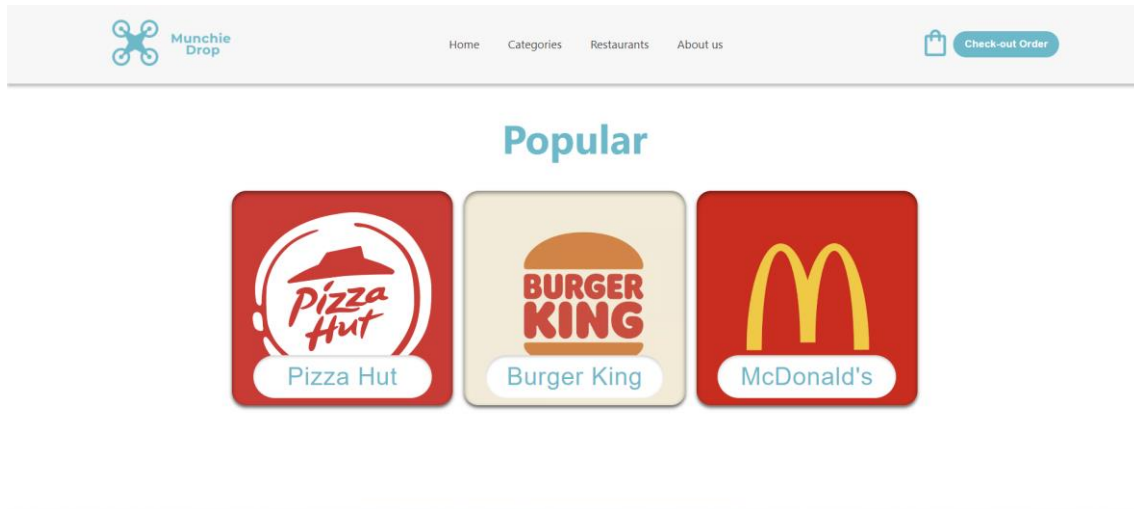 Munchie
Drop
Home Categories Restaurants About us
Check-out Order
Popular
Pizza
Hut
Pizza Hut
BURGER
KING
Burger King
McDonald's